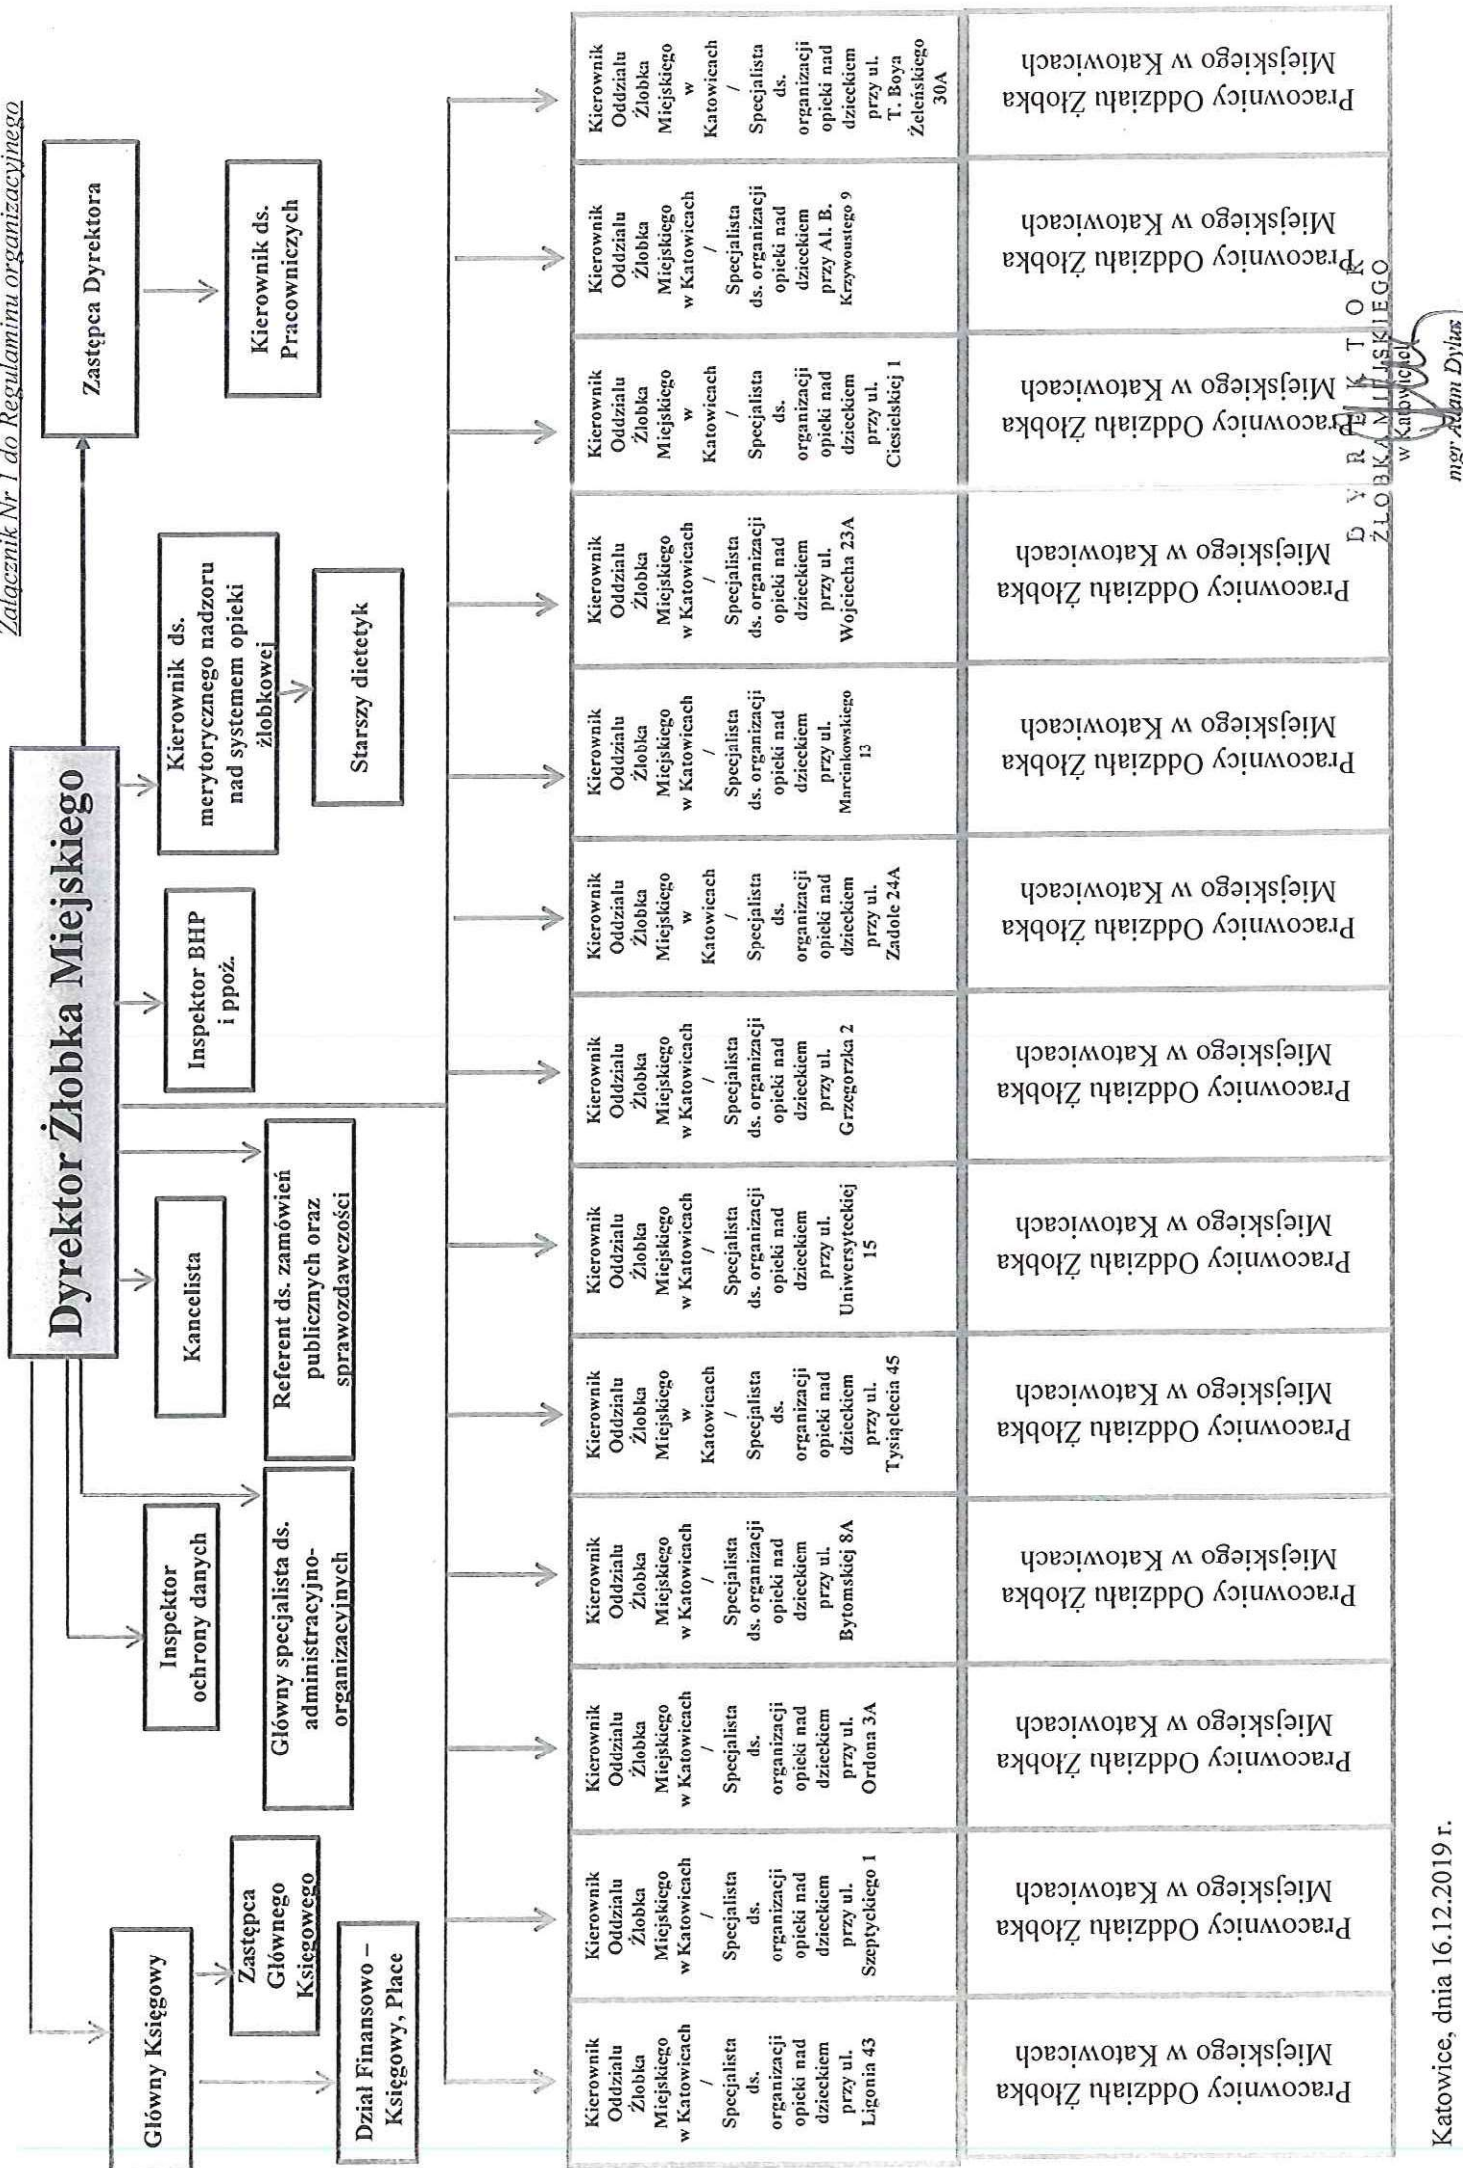 Załącznik Nr 1 do Regulaminu organizacyjnego
Dyrektor Żłobka Miejskiego
Główny Księgowy
Zastępca
Głównego
Księgowego
Dział Finansowo –
Księgowy, Płace
Inspektor
ochrony danych
Główny specjalista ds.
administracyjno-
organizacyjnych
Kancelista
Referent ds. zamówień
publicznych oraz
sprawozdawczości
Inspektor BHP
i ppoż.
Kierownik ds.
merytorycznego nadzoru
nad systemem opieki
żłobkowej
Starszy dietetyk
Zastępca Dyrektora
Kierownik ds.
Pracowniczych
Kierownik
Oddziału
Żłobka
Miejskiego
w Katowicach
/
Specjalista
ds.
organizacji
opieki nad
dzieckiem
przy ul.
Ligonia 43
Kierownik
Oddziału
Żłobka
Miejskiego
w Katowicach
/
Specjalista
ds.
organizacji
opieki nad
dzieckiem
przy ul.
Szeptyckiego 1
Kierownik
Oddziału
Żłobka
Miejskiego
w Katowicach
/
Specjalista
ds.
organizacji
opieki nad
dzieckiem
przy ul.
Ordona 3A
Kierownik
Oddziału
Żłobka
Miejskiego
w Katowicach
/
Specjalista
ds. organizacji
opieki nad
dzieckiem
przy ul.
Bytomskiej 8A
Kierownik
Oddziału
Żłobka
Miejskiego
w
Katowicach
/
Specjalista
ds.
organizacji
opieki nad
dzieckiem
przy ul.
Tysiąclecia 45
Kierownik
Oddziału
Żłobka
Miejskiego
w Katowicach
/
Specjalista
ds. organizacji
opieki nad
dzieckiem
przy ul.
Uniwersyteckiej
15
Kierownik
Oddziału
Żłobka
Miejskiego
w Katowicach
/
Specjalista
ds. organizacji
opieki nad
dzieckiem
przy ul.
Grzegorzka 2
Kierownik
Oddziału
Żłobka
Miejskiego
w
Katowicach
/
Specjalista
ds.
organizacji
opieki nad
dzieckiem
przy ul.
Zadole 24A
Kierownik
Oddziału
Żłobka
Miejskiego
w Katowicach
/
Specjalista
ds. organizacji
opieki nad
dzieckiem
przy ul.
Marcinkowskiego
13
Kierownik
Oddziału
Żłobka
Miejskiego
w Katowicach
/
Specjalista
ds. organizacji
opieki nad
dzieckiem
przy ul.
Wojciecha 23A
Kierownik
Oddziału
Żłobka
Miejskiego
w
Katowicach
/
Specjalista
ds.
organizacji
opieki nad
dzieckiem
przy ul.
Ciesielskiej 1
Kierownik
Oddziału
Żłobka
Miejskiego
w Katowicach
/
Specjalista
ds. organizacji
opieki nad
dzieckiem
przy Al. B.
Krzywoustego 9
Kierownik
Oddziału
Żłobka
Miejskiego
w
Katowicach
/
Specjalista
ds.
organizacji
opieki nad
dzieckiem
przy ul.
T. Boya
Żeleńskiego
30A
Pracownicy Oddziału Żłobka
Miejskiego w Katowicach
Pracownicy Oddziału Żłobka
Miejskiego w Katowicach
Pracownicy Oddziału Żłobka
Miejskiego w Katowicach
Pracownicy Oddziału Żłobka
Miejskiego w Katowicach
Pracownicy Oddziału Żłobka
Miejskiego w Katowicach
Pracownicy Oddziału Żłobka
Miejskiego w Katowicach
Pracownicy Oddziału Żłobka
Miejskiego w Katowicach
Pracownicy Oddziału Żłobka
Miejskiego w Katowicach
Pracownicy Oddziału Żłobka
Miejskiego w Katowicach
Pracownicy Oddziału Żłobka
Miejskiego w Katowicach
Pracownicy Oddziału Żłobka
Miejskiego w Katowicach
Pracownicy Oddziału Żłobka
Miejskiego w Katowicach
Pracownicy Oddziału Żłobka
Miejskiego w Katowicach
DYREKTOR
ŻŁOBKA MIEJSKIEGO
w Katowicach
mgr Adam Dylus
Katowice, dnia 16.12.2019 r.